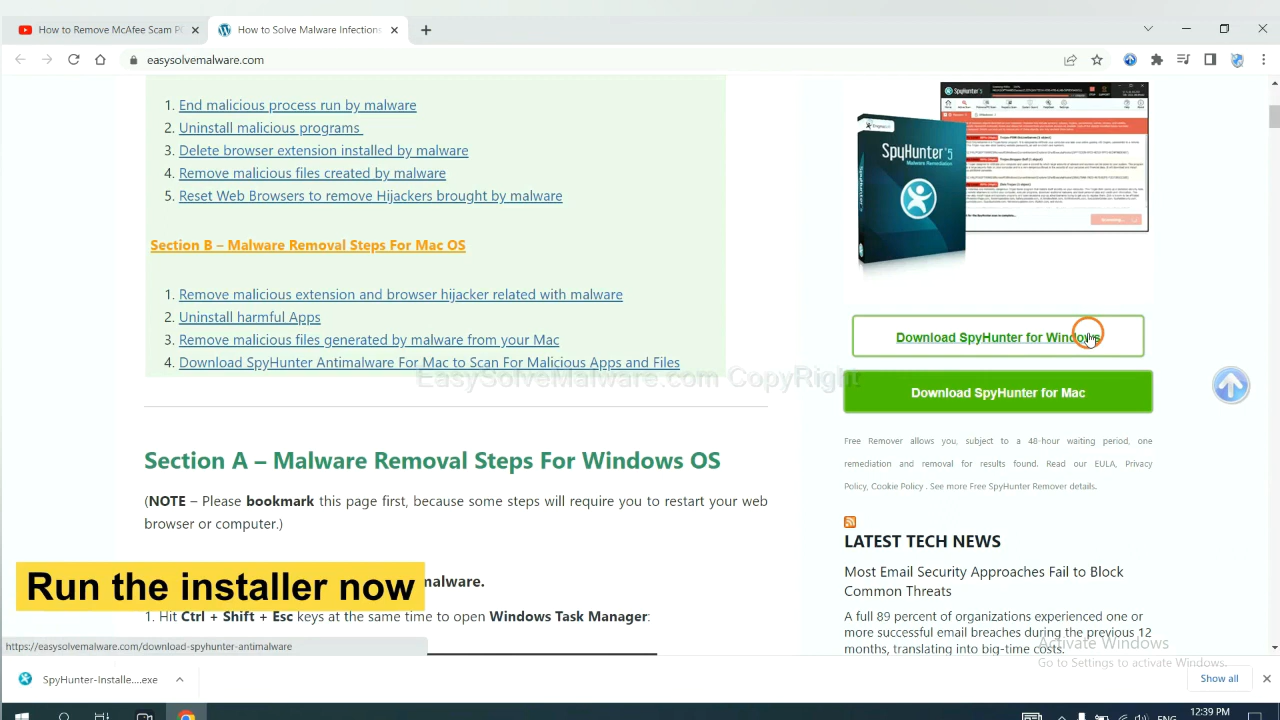 How to Remove McAfee Scam P
How to Solve Malware Infections
easysolvemalware.com
1. End malicious process run by malware
2. Uninstall malicious programs
3. Delete browser installed by malware
4. Remove malicious files created by malware
5. Reset Web Brow brought by malware
Section B – Malware Removal Steps For Mac OS
1. Remove malicious extension and browser hijacker related with malware
2. Uninstall harmful Apps
3. Remove malicious files generated by malware from your Mac
4. Download SpyHunter Antimalware For Mac to Scan For Malicious Apps and Files
EasySolveMalware.com CopyRight
Section A – Malware Removal Steps For Windows OS
(NOTE – Please bookmark this page first, because some steps will require you to restart your web
browser or computer.)
malware.
Run the installer now
1. Hit Ctrl + Shift + Esc keys at the same time to open Windows Task Manager:
https://easysolvemalware.com/download-spyhunter-antimalware
SpyHunter 5
SpyHunter 5
Malware Remediation
Download SpyHunter for Windows
Download SpyHunter for Mac
Free Remover allows you, subject to a 48-hour waiting period, one
remediation and removal for results found. Read our EULA, Privacy
Policy, Cookie Policy . See more Free SpyHunter Remover details.
LATEST TECH NEWS
Most Email Security Approaches Fail to Block
Common Threats
A full 89 percent of organizations experienced one or
more successful email breaches during the previous 12
months, translating into big-time costs.
Activate Windows
Go to Settings to activate Windows.
SpyHunter-Installe....exe
Show all
ENG
12:39 PM